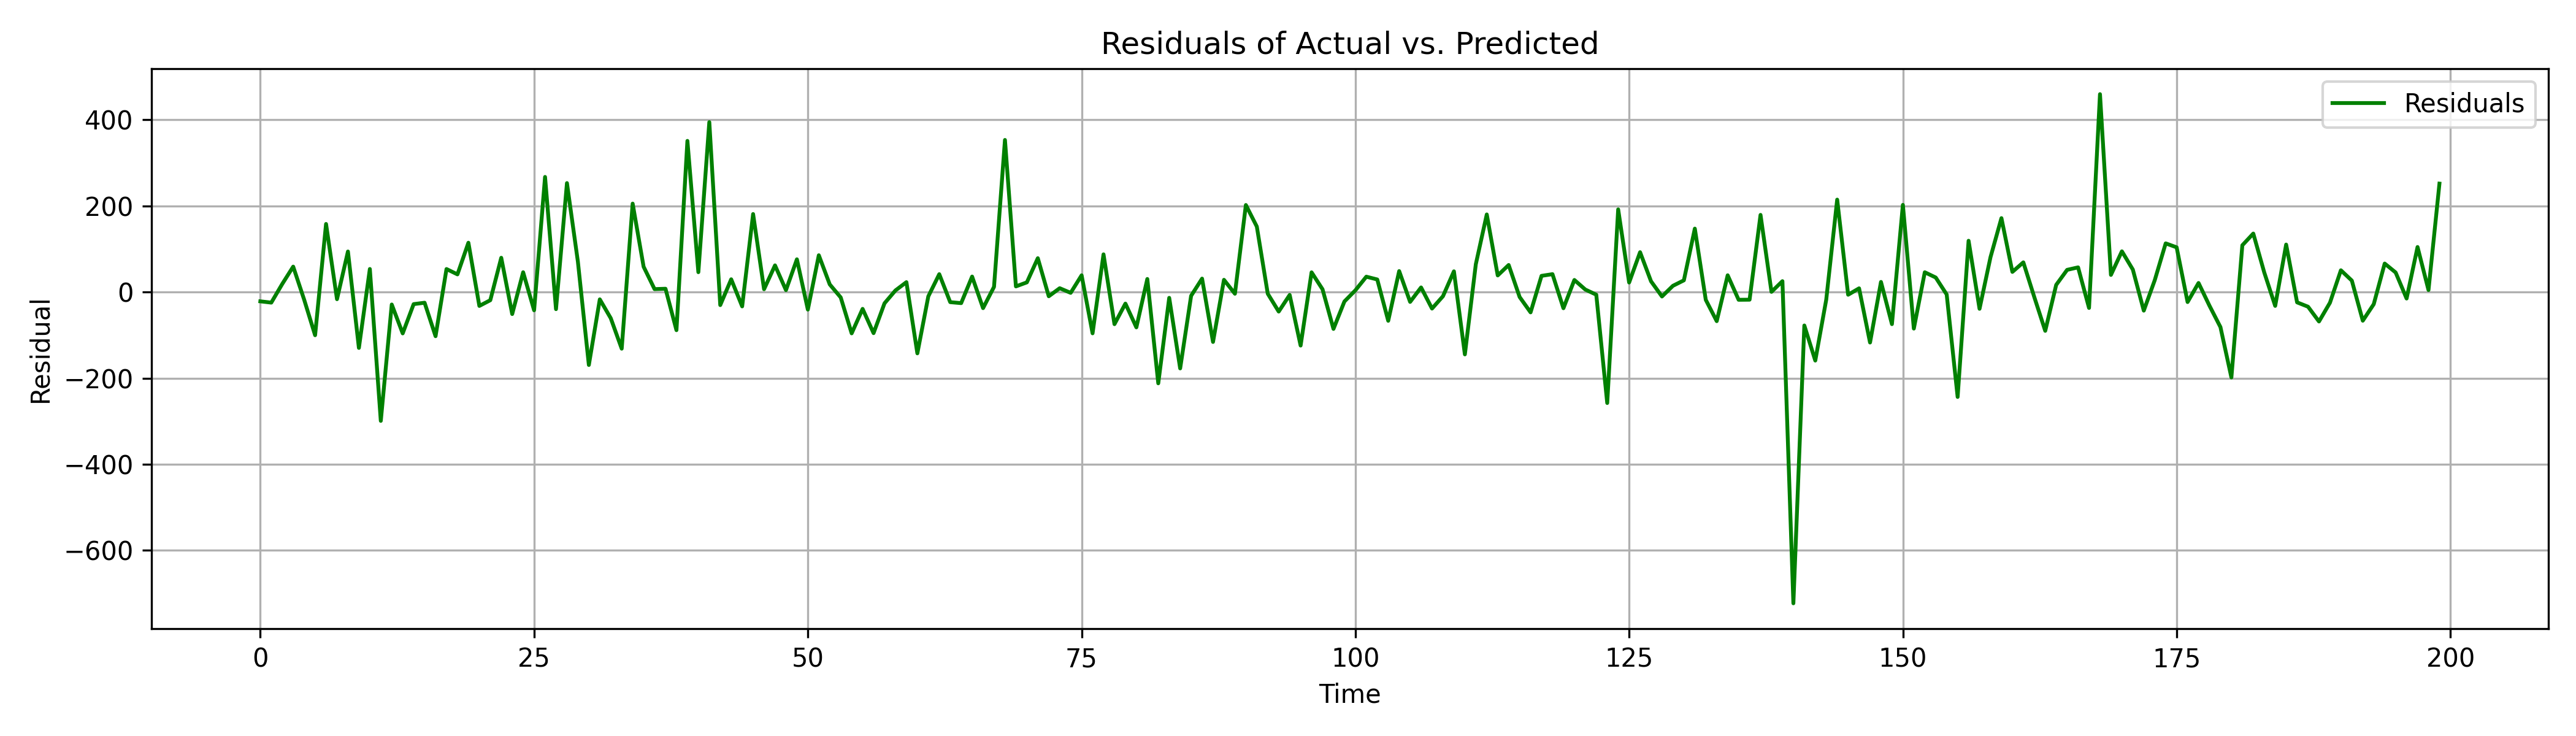 Residuals of Actual vs. Predicted
Residuals
400
200
0
−200
−400
−600
Residual
0 25 50 75 100 125 150 175 200
Time